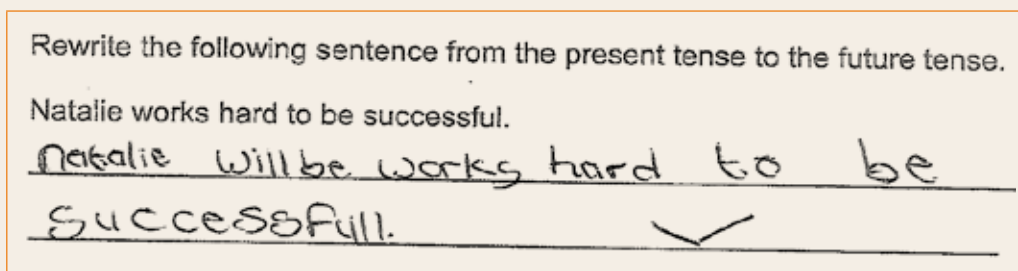 Rewrite the following sentence from the present tense to the future tense.
Natalie works hard to be successful.
natalie will be works hard to be
successfull.